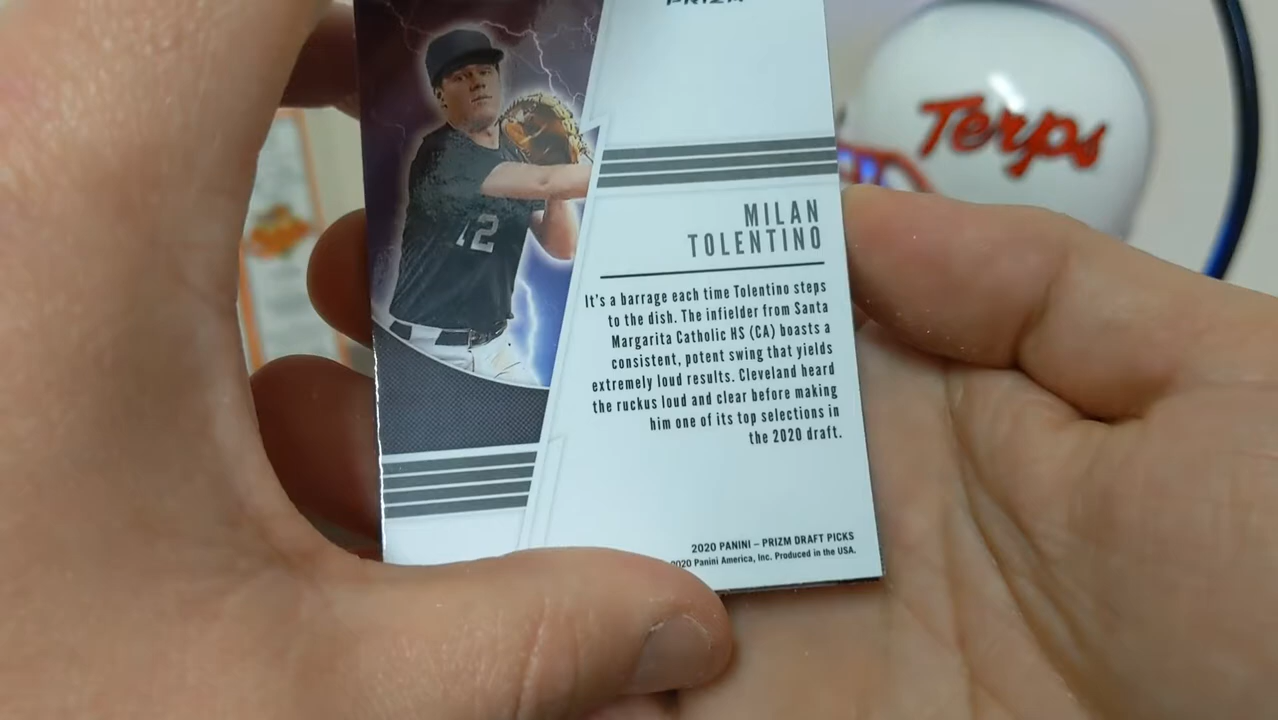 PRIZM
Terps
12
MILAN
TOLENTINO
It's a barrage each time Tolentino steps
to the dish. The infielder from Santa
Margarita Catholic HS (CA) boasts a
consistent, potent swing that yields
extremely loud results. Cleveland heard
the ruckus loud and clear before making
him one of its top selections in
the 2020 draft.
2020 PANINI – PRIZM DRAFT PICKS
2020 Panini America, Inc. Produced in the USA.